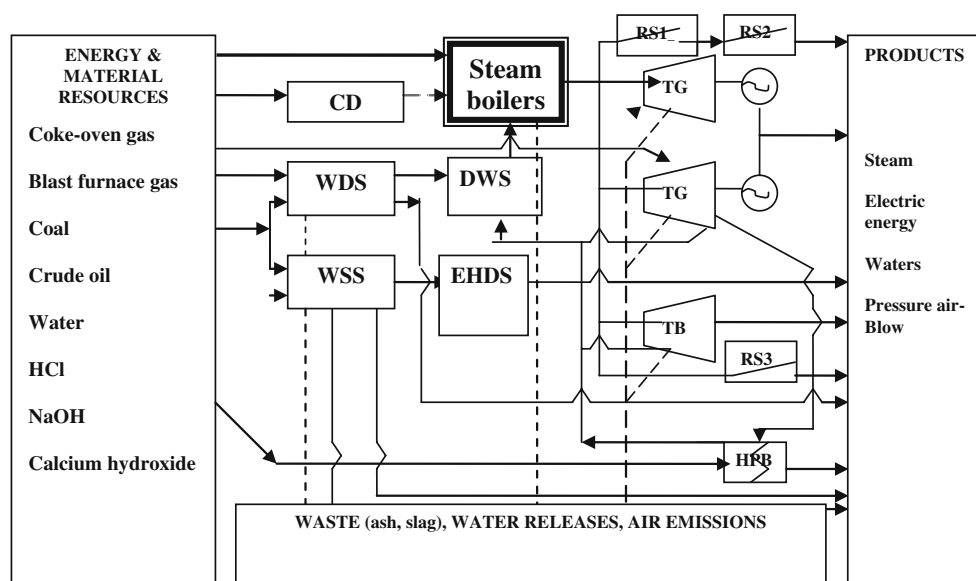 ENERGY &
MATERIAL
RESOURCES
Coke-oven gas
Blast furnace gas
Coal
Crude oil
Water
HCl
NaOH
Calcium hydroxide
CD
Steam
boilers
WDS
DWS
WSS
EHDS
RS1
RS2
TG
TG
TB
RS3
HPB
PRODUCTS
Steam
Electric
energy
Waters
Pressure air-
Blow
WASTE (ash, slag), WATER RELEASES, AIR EMISSIONS